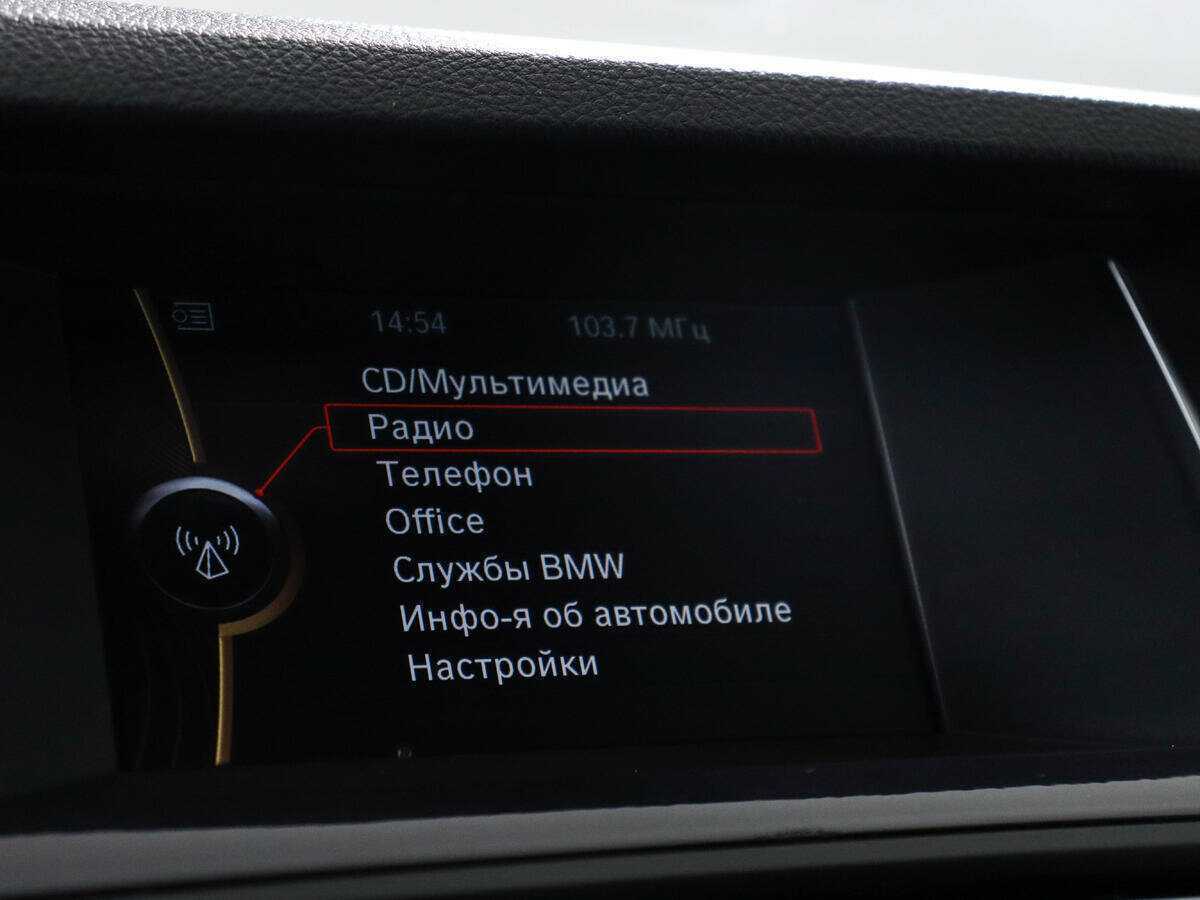 14:54 103.7 МГц
CD/Мультимедиа
Радио
Телефон
Office
Службы BMW
Инфо-я об автомобиле
Настройки